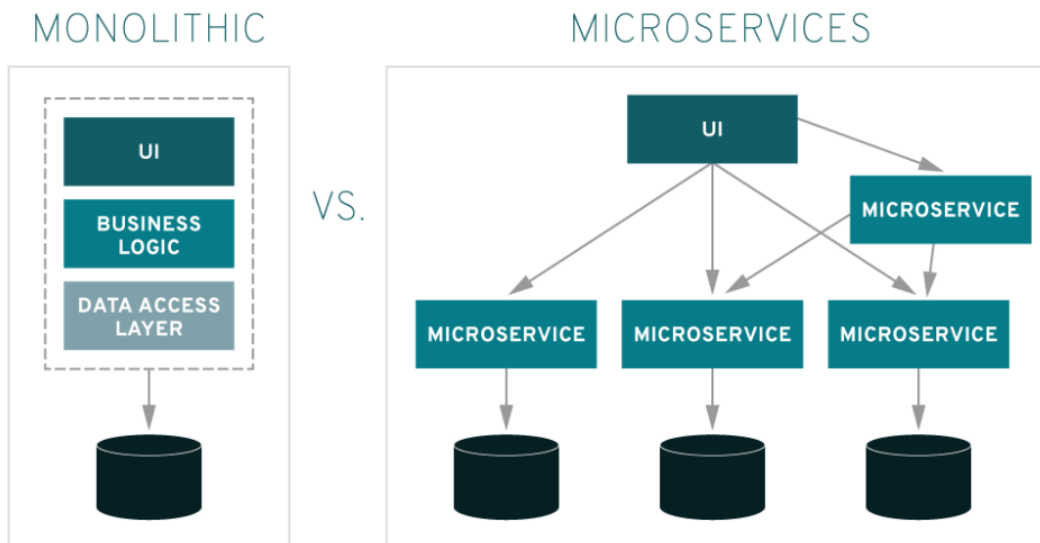 MONOLITHIC
UI
BUSINESS
LOGIC
DATA ACCESS
LAYER
VS.
MICROSERVICES
UI
MICROSERVICE
MICROSERVICE
MICROSERVICE
MICROSERVICE